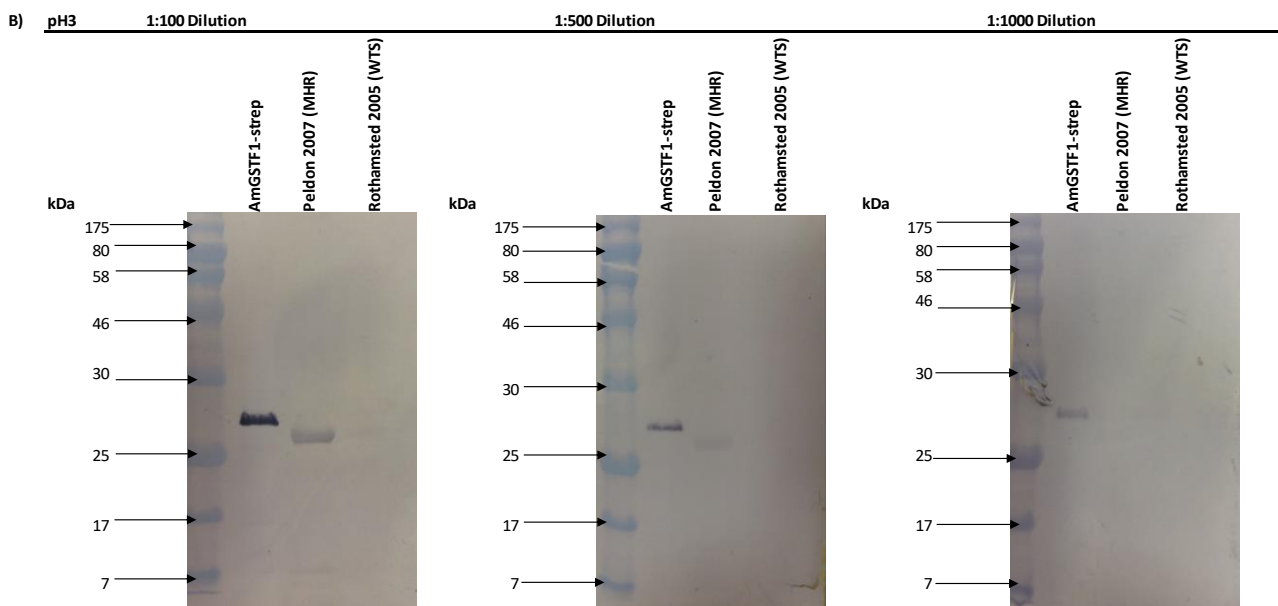 B) pH3 1:100 Dilution 1:500 Dilution 1:1000 Dilution
AmGSTF1-strep
Peldon 2007 (MHR)
Rothamsted 2005 (WTS)
kDa
175
80
58
46
30
25
17
7
AmGSTF1-strep
Peldon 2007 (MHR)
Rothamsted 2005 (WTS)
kDa
175
80
58
46
30
25
17
7
AmGSTF1-strep
Peldon 2007 (MHR)
Rothamsted 2005 (WTS)
kDa
175
80
58
46
30
25
17
7